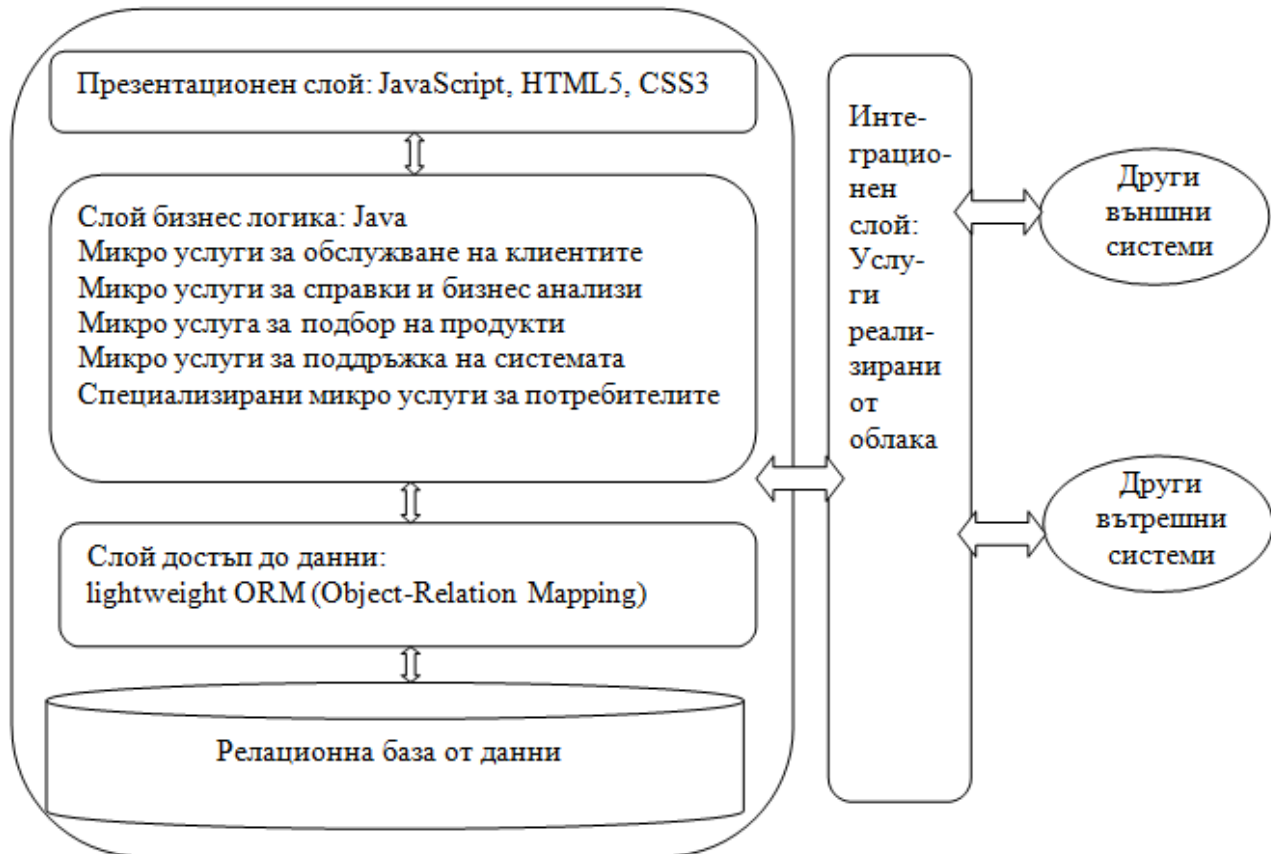 Презентационен слой: JavaScript, HTML5, CSS3
Слой бизнес логика: Java
Микро услуги за обслужване на клиентите
Микро услуги за справки и бизнес анализи
Микро услуга за подбор на продукти
Микро услуги за поддръжка на системата
Специализирани микро услуги за потребителите
Слой достъп до данни:
lightweight ORM (Object-Relation Mapping)
Релационна база от данни
Инте-
грацио-
нен
слой:
Услу-
ги
реали-
зирани
от
облака
Други
външни
системи
Други
вътрешни
системи